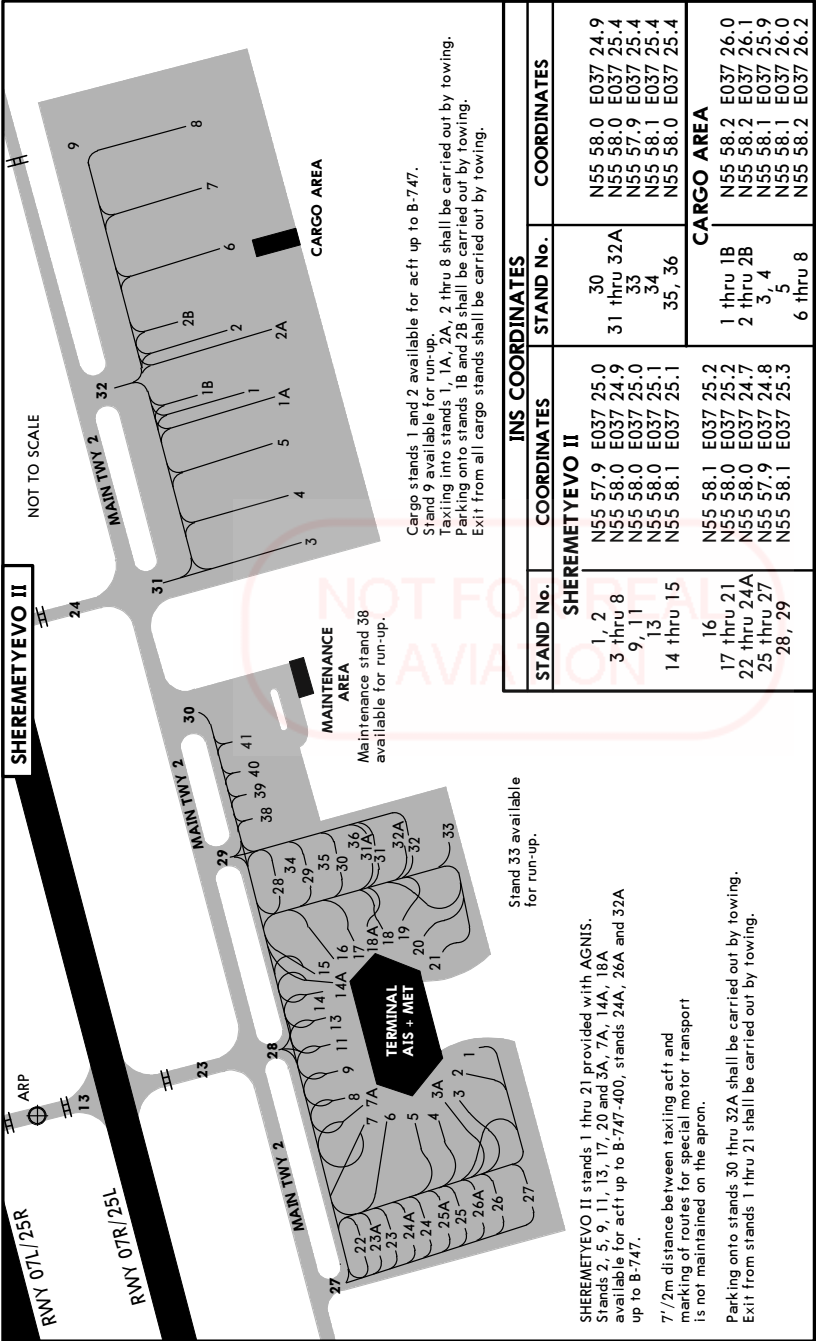 SHEREMETYEVO II
NOT TO SCALE
RWY 07L/25R
RWY 07R/25L
ARP
13
23
24
MAIN TWY 2
MAIN TWY 2
MAIN TWY 2
MAIN TWY 2
27
28
29
30
31
32
22
23A
23
24A
24
25A
25
26A
26
27
1
2
3A
3
4
5
6
7
7A
8
9
11
13
14
14A
15
16
17
18A
18
19
20
21
TERMINAL
AIS + MET
28
34
29
35
30
36
31A
31
32A
32
33
38
39
40
41
MAINTENANCE
AREA
Maintenance stand 38
available for run-up.
Stand 33 available
for run-up.
3
4
5
1A
1
1B
2A
2
2B
6
7
8
9
CARGO AREA
Cargo stands 1 and 2 available for acft up to B-747.
Stand 9 available for run-up.
Taxiing into stands 1, 1A, 2A, 2 thru 8 shall be carried out by towing.
Parking onto stands 1B and 2B shall be carried out by towing.
Exit from all cargo stands shall be carried out by towing.
SHEREMETYEVO II stands 1 thru 21 provided with AGNIS.
Stands 2, 5, 9, 11, 13, 17, 20 and 3A, 7A, 14A, 18A
available for acft up to B-747-400, stands 24A, 26A and 32A
up to B-747.
7'/2m distance between taxiing acft and
marking of routes for special motor transport
is not maintained on the apron.
Parking onto stands 30 thru 32A shall be carried out by towing.
Exit from stands 1 thru 21 shall be carried out by towing.
INS COORDINATES
STAND No. COORDINATES STAND No. COORDINATES
SHEREMETYEVO II
1, 2 N55 57.9 E037 25.0
3 thru 8 N55 58.0 E037 24.9
9, 11 N55 58.0 E037 25.0
13 N55 58.0 E037 25.1
14 thru 15 N55 58.1 E037 25.1
16 N55 58.1 E037 25.2
17 thru 21 N55 58.0 E037 25.2
22 thru 24A N55 58.0 E037 24.7
25 thru 27 N55 57.9 E037 24.8
28, 29 N55 58.1 E037 25.3
30 N55 58.0 E037 24.9
31 thru 32A N55 58.0 E037 25.4
33 N55 57.9 E037 25.4
34 N55 58.1 E037 25.4
35, 36 N55 58.0 E037 25.4
CARGO AREA
1 thru 1B N55 58.2 E037 26.0
2 thru 2B N55 58.2 E037 26.1
3, 4 N55 58.1 E037 25.9
5 N55 58.1 E037 26.0
6 thru 8 N55 58.2 E037 26.2
NOT FOR REAL
AVIATION